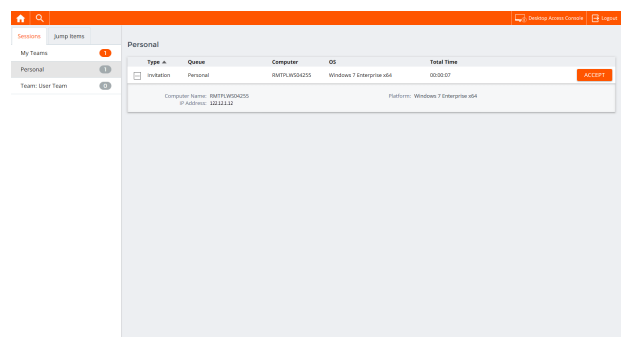 Desktop Access Console Logout
Sessions Jump Items
My Teams 1
Personal 1
Team: User Team 0
Personal
Type Queue Computer OS Total Time
Invitation Personal RMTPLWS04255 Windows 7 Enterprise x64 00:00:07 ACCEPT
Computer Name: RMTPLWS04255 Platform: Windows 7 Enterprise x64
IP Address: 122.12.1.12